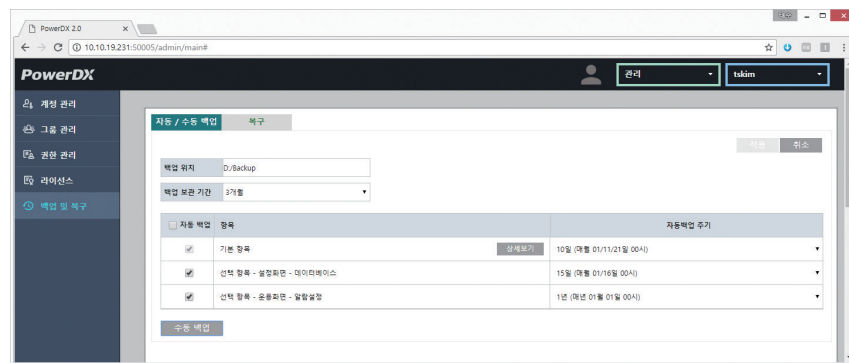 PowerDX 2.0
10.10.19.231:50005/admin/main#
PowerDX
관리
tskim
계정 관리
그룹 관리
권한 관리
라이선스
백업 및 복구
자동 / 수동 백업
복구
적용
취소
백업 위치
D:/Backup
백업 보관 기간
3개월
자동 백업
항목
자동백업 주기
기본 항목
상세보기
10일 (매월 01/11/21일 00시)
선택 항목 - 설정화면 - 데이터베이스
15일 (매월 01/16일 00시)
선택 항목 - 운용화면 - 알람설정
1년 (매년 01월 01일 00시)
수동 백업